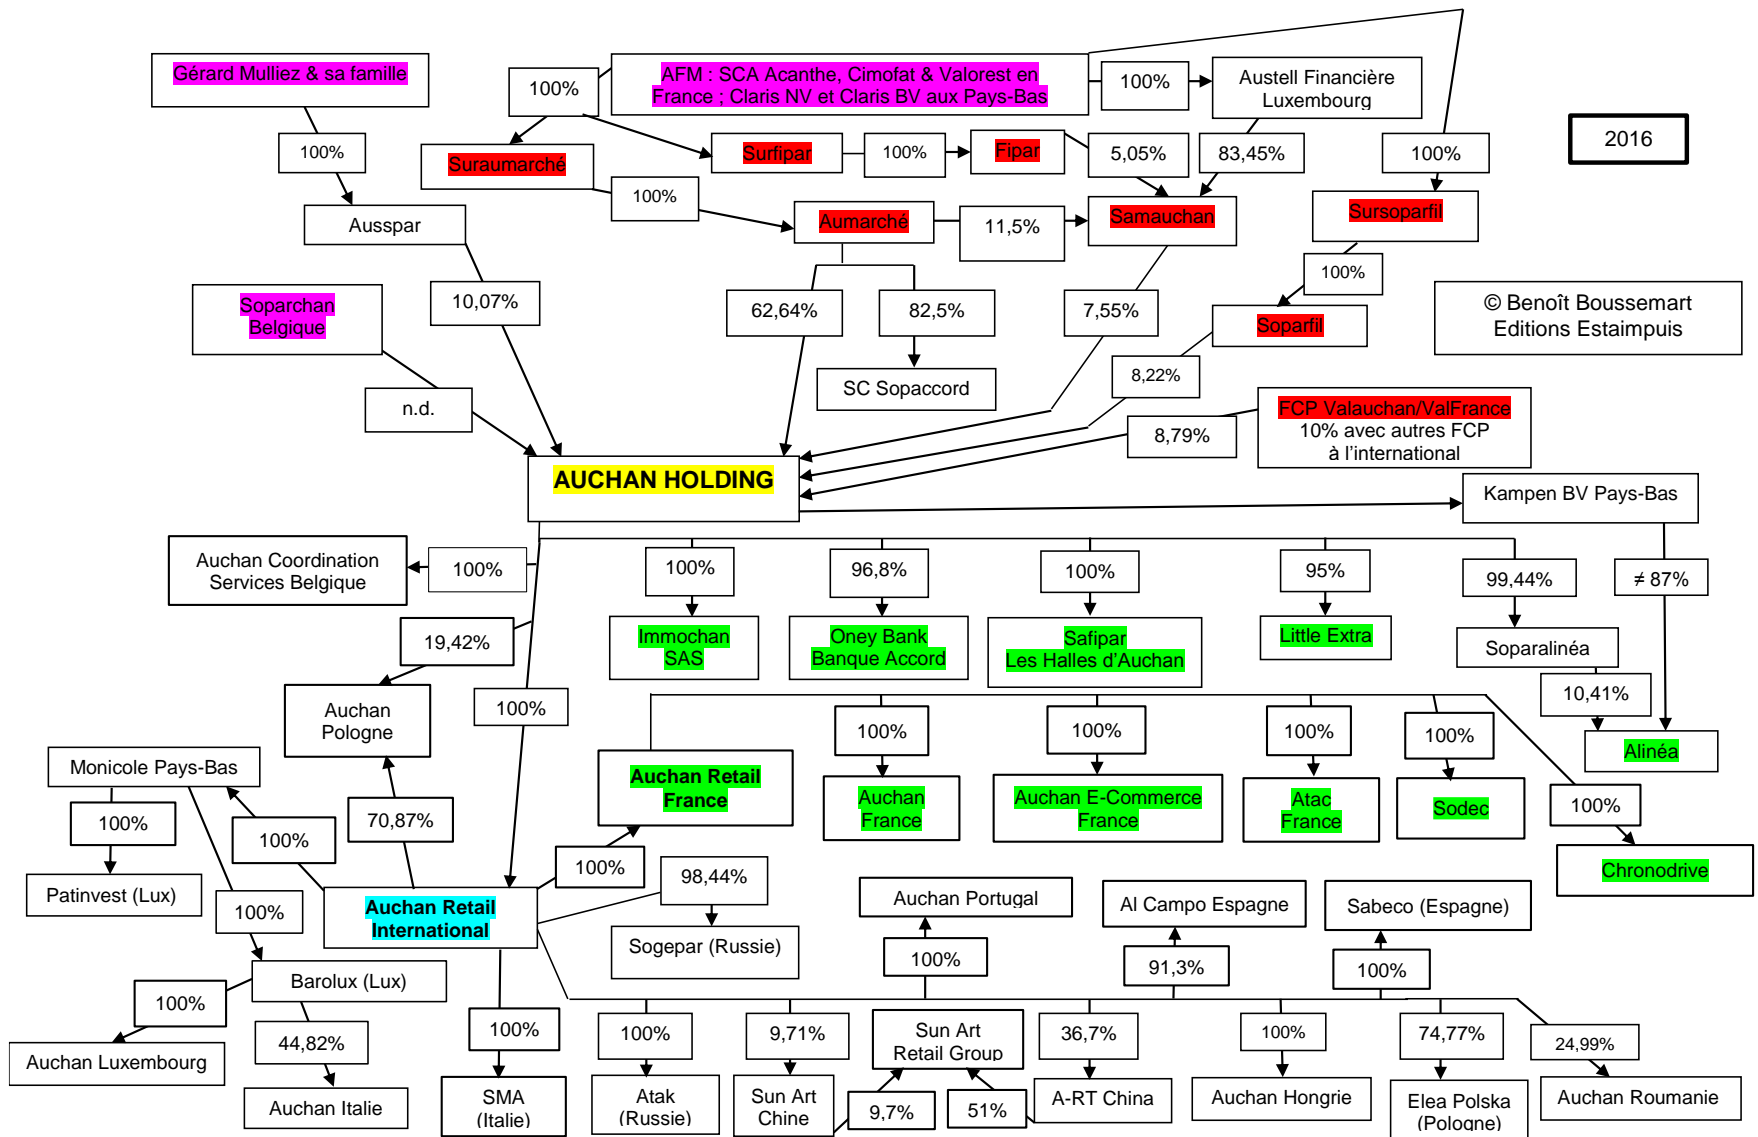 Gérard Mulliez & sa famille
AFM : SCA Acanthe, Cimofat & Valorest en
France ; Claris NV et Claris BV aux Pays-Bas
100%
100%
Austell Financière
Luxembourg
2016
100%
Suraumarché
Surfipar
100%
Fipar
5,05%
83,45%
100%
100%
Ausspar
Aumarché
11,5%
Samauchan
Sursoparfil
100%
Soparchan
Belgique
10,07%
62,64%
82,5%
7,55%
Soparfil
© Benoît Boussemart
Editions Estaimpuis
n.d.
SC Sopaccord
8,22%
8,79%
FCP Valauchan/ValFrance
10% avec autres FCP
à l’international
AUCHAN HOLDING
Kampen BV Pays-Bas
Auchan Coordination
Services Belgique
100%
100%
96,8%
100%
95%
99,44%
≠ 87%
19,42%
Immochan
SAS
Oney Bank
Banque Accord
Safipar
Les Halles d’Auchan
Little Extra
Soparalinéa
Auchan
Pologne
100%
10,41%
100%
100%
100%
100%
Alinéa
Monicole Pays-Bas
Auchan Retail
France
Auchan
France
Auchan E-Commerce
France
Atac
France
Sodec
100%
100%
100%
70,87%
100%
Chronodrive
Patinvest (Lux)
100%
Auchan Retail
International
98,44%
Sogepar (Russie)
Auchan Portugal
Al Campo Espagne
Sabeco (Espagne)
100%
91,3%
100%
Barolux (Lux)
100%
44,82%
100%
100%
9,71%
Sun Art
Retail Group
36,7%
100%
74,77%
24,99%
Auchan Luxembourg
Auchan Italie
SMA
(Italie)
Atak
(Russie)
Sun Art
Chine
9,7%
51%
A-RT China
Auchan Hongrie
Elea Polska
(Pologne)
Auchan Roumanie